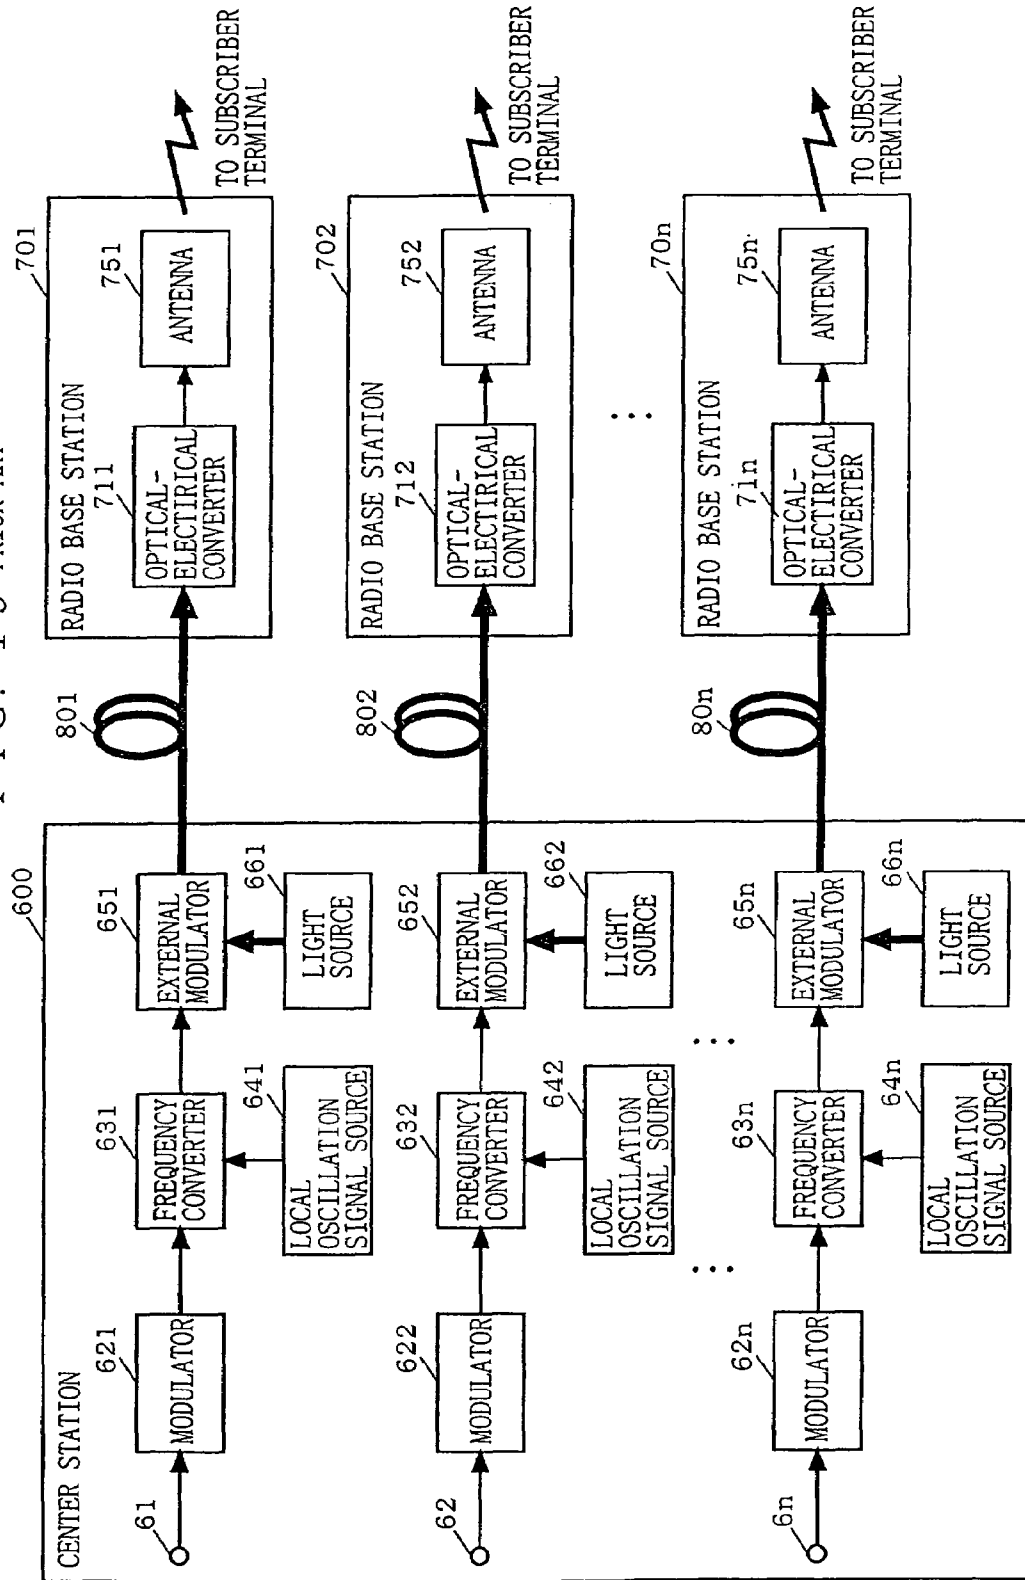 F I G. 1
PRIOR ART
600
CENTER STATION
61
621
MODULATOR
631
FREQUENCY
CONVERTER
641
LOCAL
OSCILLATION
SIGNAL SOURCE
651
EXTERNAL
MODULATOR
661
LIGHT
SOURCE
801
701
RADIO BASE STATION
711
OPTICAL-
ELECTIRICAL
CONVERTER
751
ANTENNA
TO SUBSCRIBER
TERMINAL
62
622
MODULATOR
632
FREQUENCY
CONVERTER
642
LOCAL
OSCILLATION
SIGNAL SOURCE
652
EXTERNAL
MODULATOR
662
LIGHT
SOURCE
802
702
RADIO BASE STATION
712
OPTICAL-
ELECTRICAL
CONVERTER
752
ANTENNA
TO SUBSCRIBER
TERMINAL
...
...
...
6n
62n
MODULATOR
63n
FREQUENCY
CONVERTER
64n
LOCAL
OSCILLATION
SIGNAL SOURCE
65n
EXTERNAL
MODULATOR
66n
LIGHT
SOURCE
80n
70n
RADIO BASE STATION
71n
OPTICAL-
ELECTRICAL
CONVERTER
75n
ANTENNA
TO SUBSCRIBER
TERMINAL